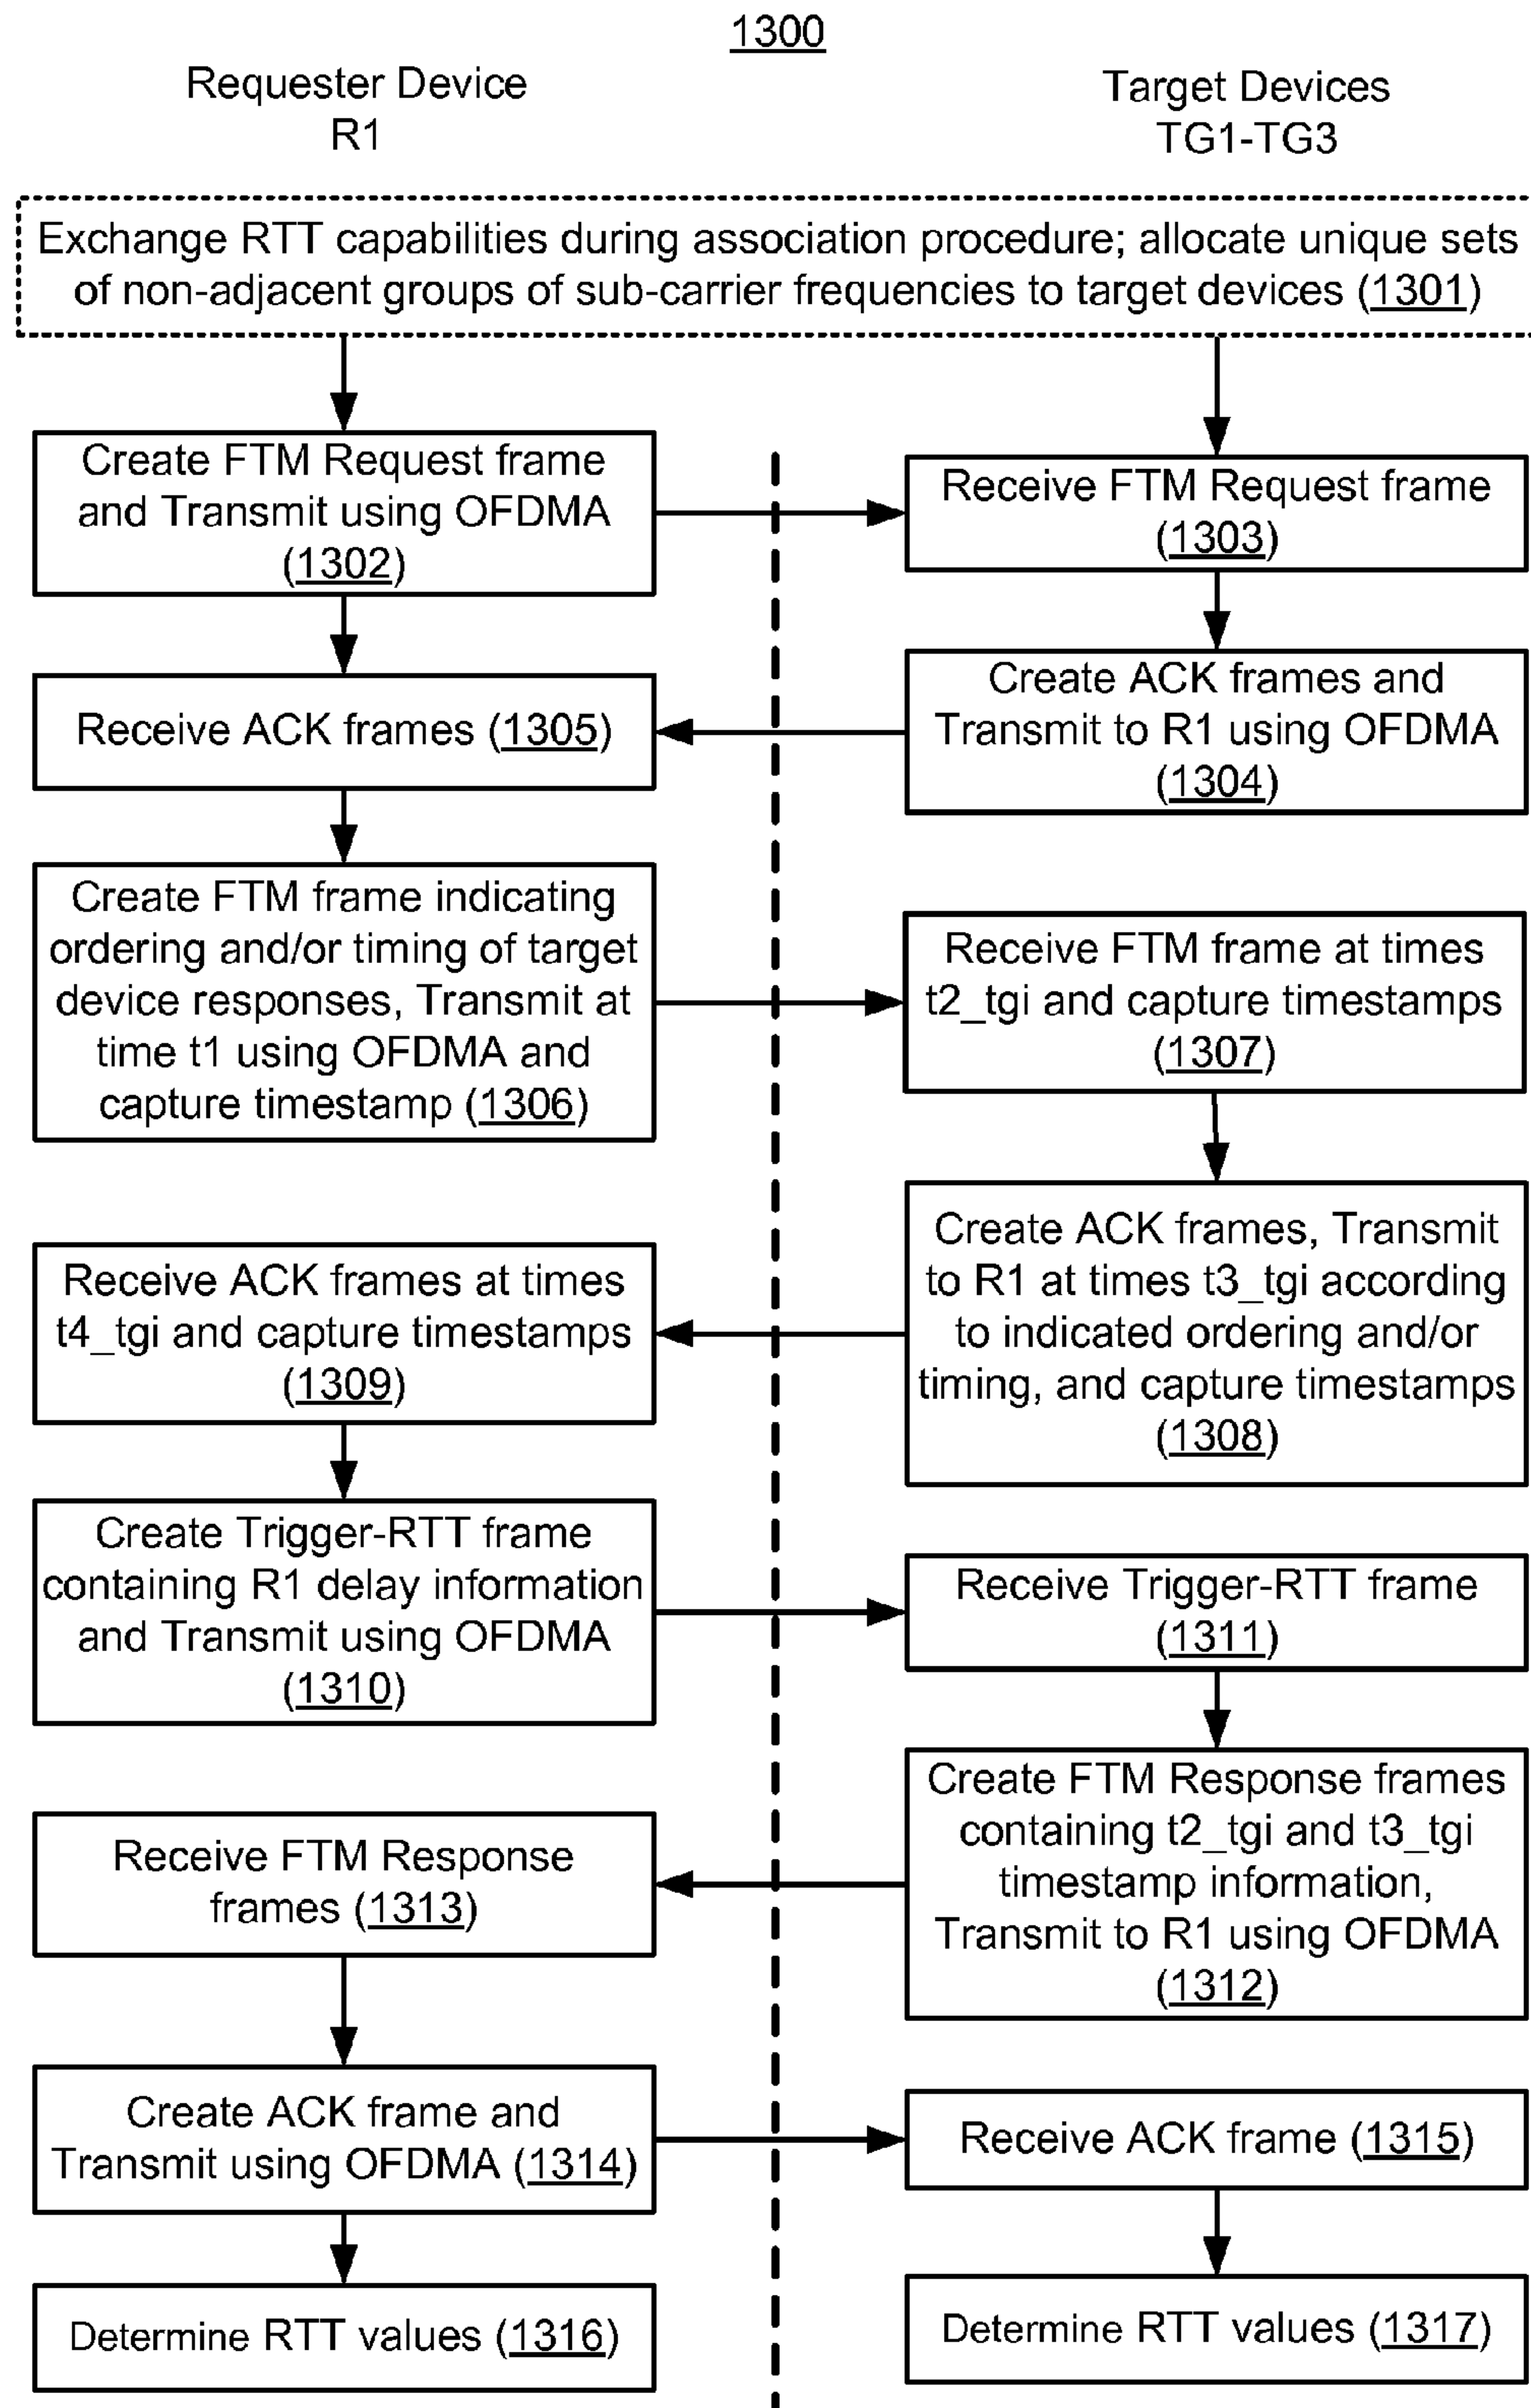 1300
Requester Device
R1
Target Devices
TG1-TG3
Exchange RTT capabilities during association procedure; allocate unique sets
of non-adjacent groups of sub-carrier frequencies to target devices (1301)
Create FTM Request frame
and Transmit using OFDMA
(1302)
Receive FTM Request frame
(1303)
Create ACK frames and
Transmit to R1 using OFDMA
(1304)
Receive ACK frames (1305)
Create FTM frame indicating
ordering and/or timing of target
device responses, Transmit at
time t1 using OFDMA and
capture timestamp (1306)
Receive FTM frame at times
t2_tgi and capture timestamps
(1307)
Create ACK frames, Transmit
to R1 at times t3_tgi according
to indicated ordering and/or
timing, and capture timestamps
(1308)
Receive ACK frames at times
t4_tgi and capture timestamps
(1309)
Create Trigger-RTT frame
containing R1 delay information
and Transmit using OFDMA
(1310)
Receive Trigger-RTT frame
(1311)
Create FTM Response frames
containing t2_tgi and t3_tgi
timestamp information,
Transmit to R1 using OFDMA
(1312)
Receive FTM Response
frames (1313)
Create ACK frame and
Transmit using OFDMA (1314)
Receive ACK frame (1315)
Determine RTT values (1316)
Determine RTT values (1317)